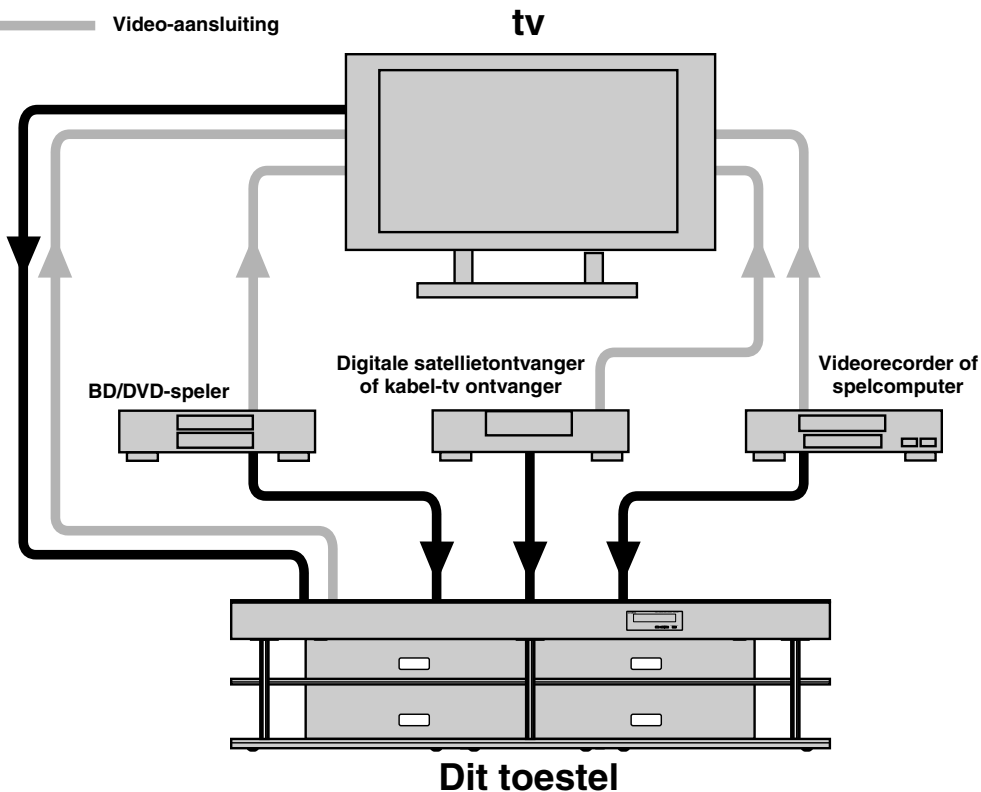 Video-aansluiting
tv
Digitale satellietontvanger
of kabel-tv ontvanger
Videorecorder of
spelcomputer
BD/DVD-speler
Dit toestel